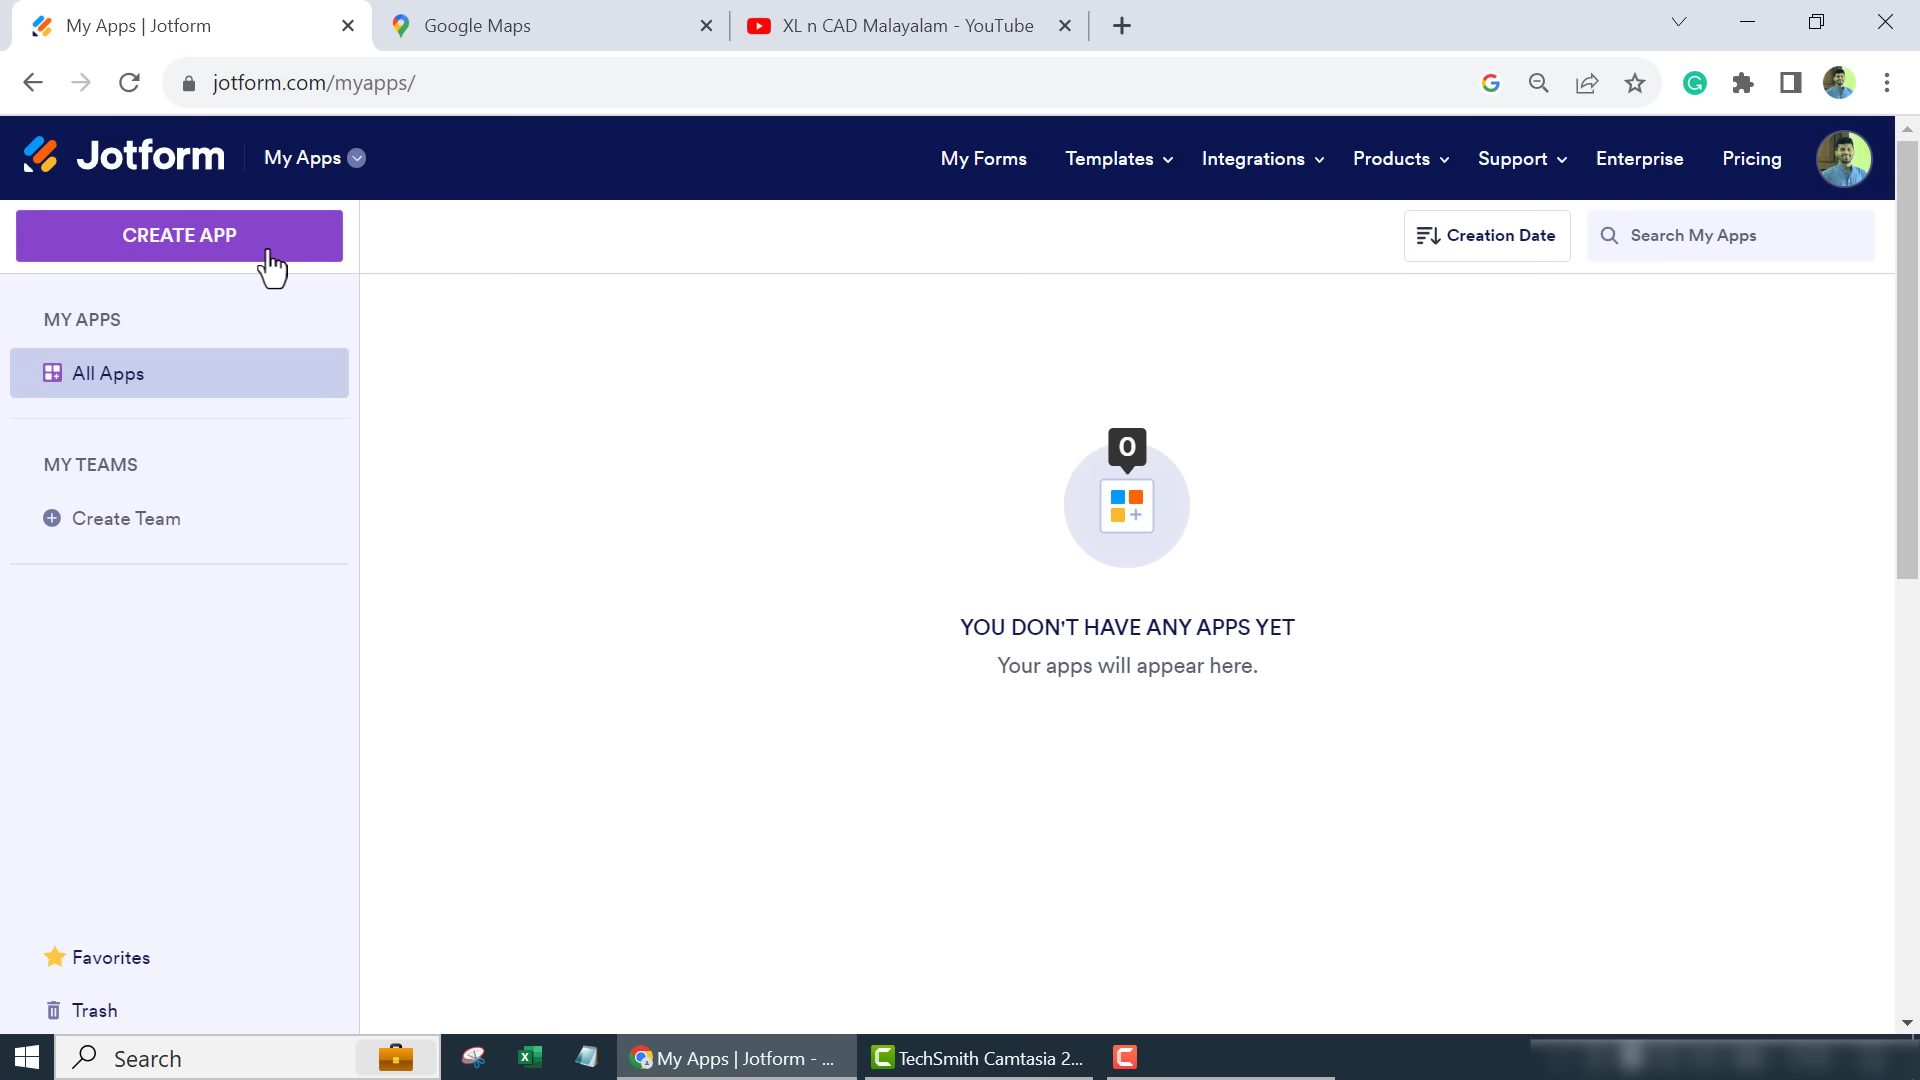 My Apps | Jotform
Google Maps
XL n CAD Malayalam - YouTube
jotform.com/myapps/
Jotform
My Apps
My Forms
Templates
Integrations
Products
Support
Enterprise
Pricing
CREATE APP
Creation Date
Search My Apps
MY APPS
All Apps
MY TEAMS
Create Team
0
YOU DON'T HAVE ANY APPS YET
Your apps will appear here.
Favorites
Trash
Search
My Apps | Jotform - ...
TechSmith Camtasia 2...